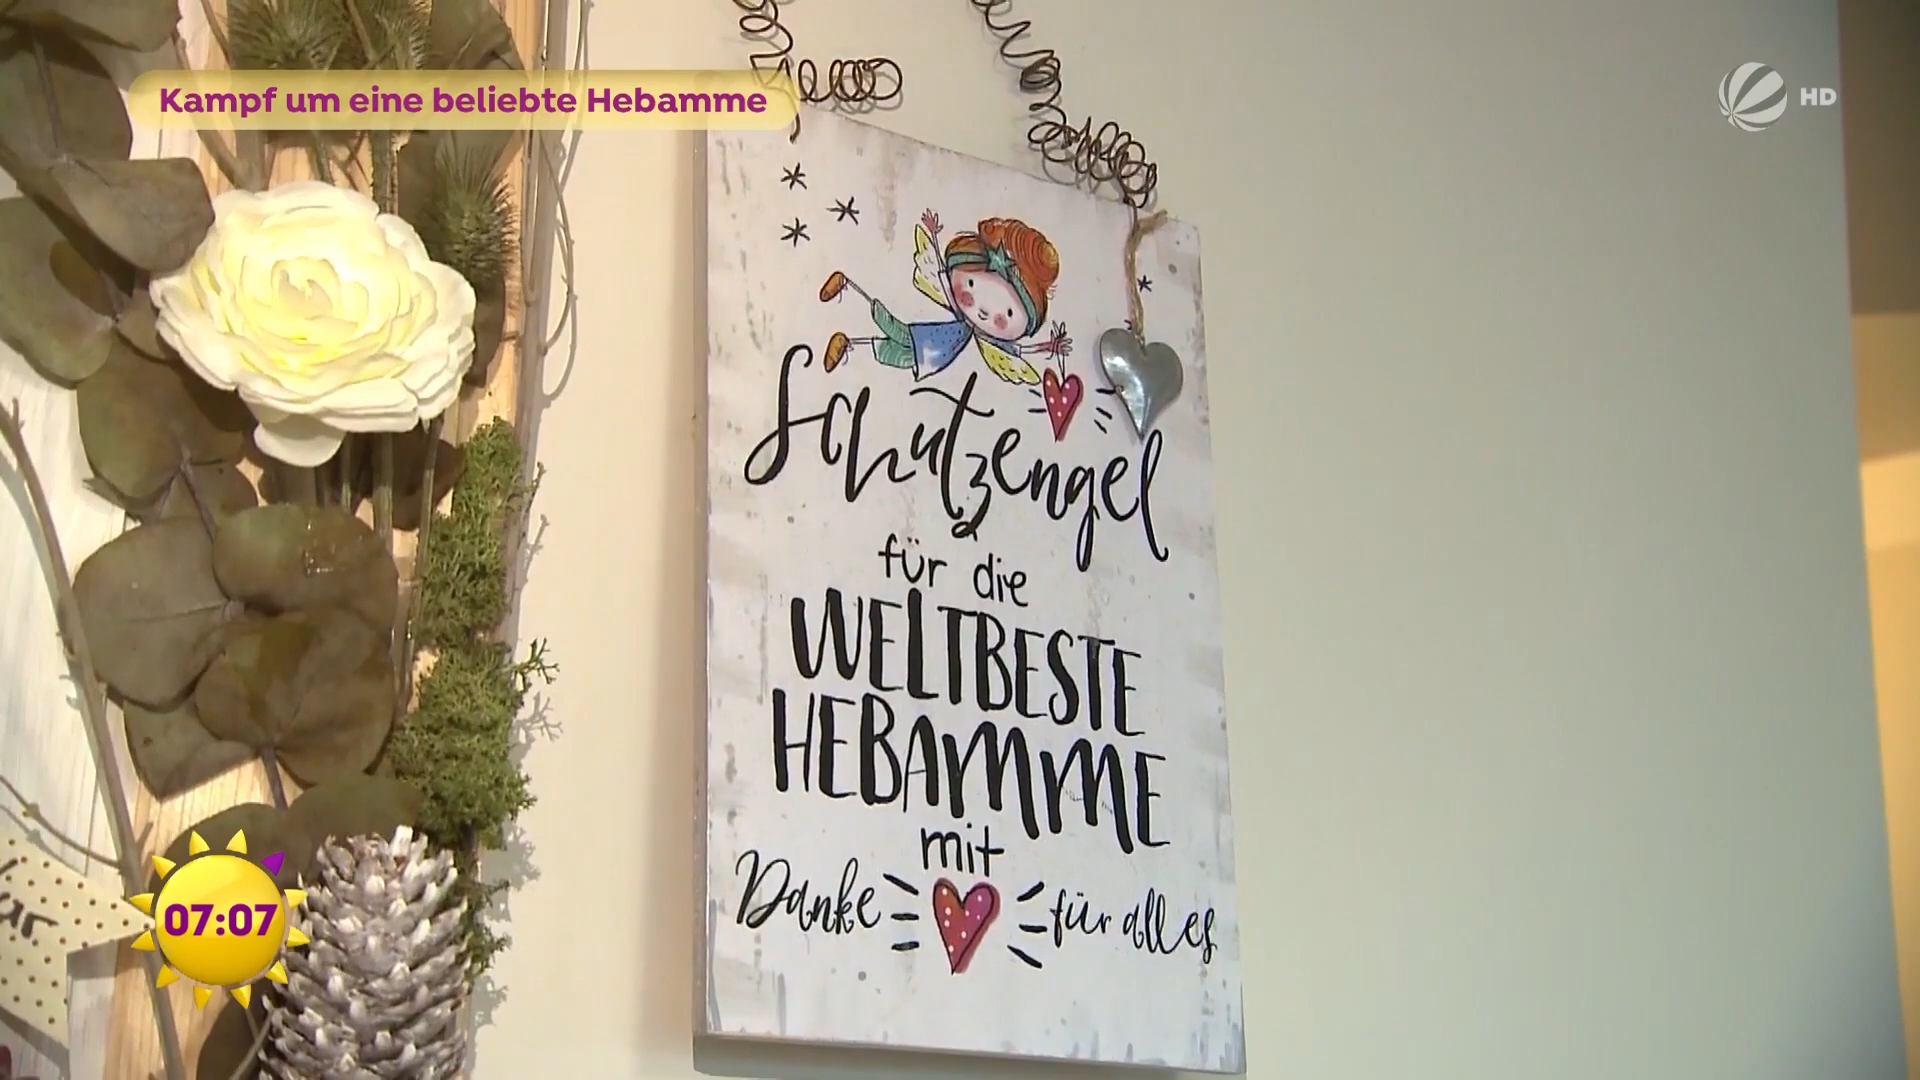 Kampf um eine beliebte Hebamme
HD
Schutzengel
für die
WELTBESTE
HEBAMME
mit
Danke für alles
07:07